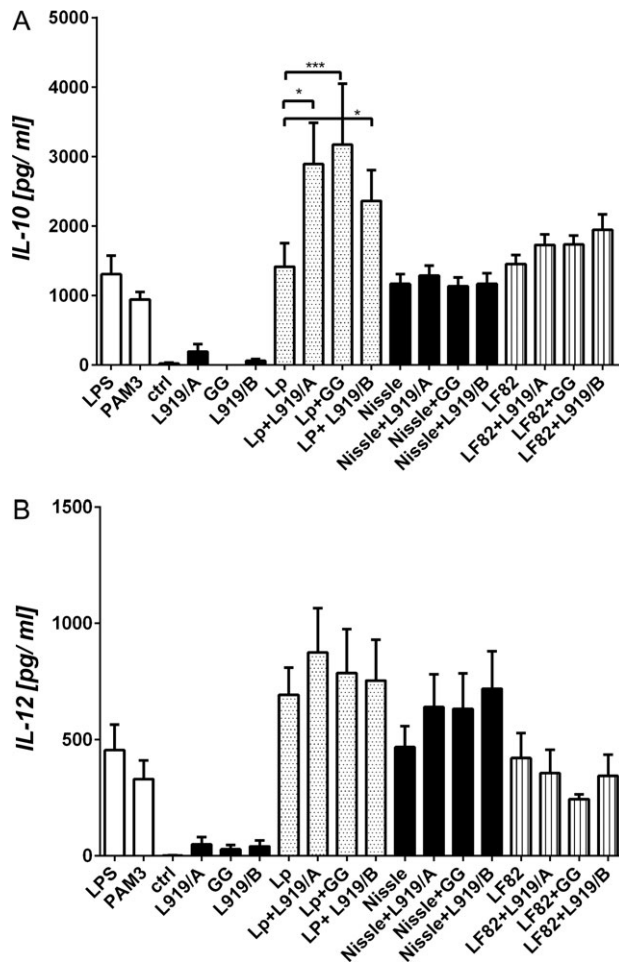 A
IL-10 [pg/ ml]
5000
4000
3000
2000
1000
0
***
*
*
LPS
PAM3
ctrl
L919/A
GG
L919/B
Lp
Lp+L919/A
Lp+GG
LP+ L919/B
Nissle
Nissle+L919/A
Nissle+GG
Nissle+L919/B
LF82
LF82+L919/A
LF82+GG
LF82+L919/B
B
IL-12 [pg/ ml]
1500
1000
500
0
LPS
PAM3
ctrl
L919/A
GG
L919/B
Lp
Lp+L919/A
Lp+GG
LP+ L919/B
Nissle
Nissle+L919/A
Nissle+GG
Nissle+L919/B
LF82
LF82+L919/A
LF82+GG
LF82+L919/B